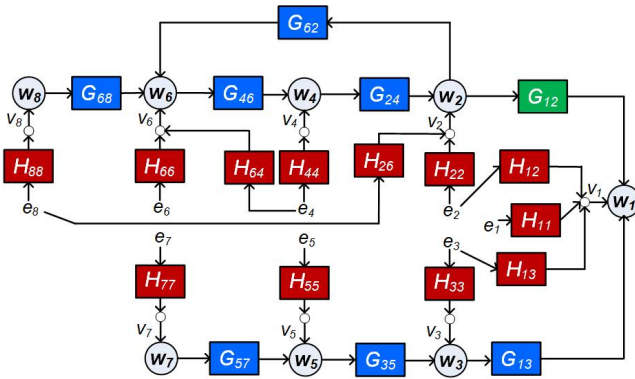 G62
w8 G68 w6 G46 w4 G24 w2 G12
v8 v6 v4 v2
H88 H66 H64 H44 H26 H22 H12 v1 w1
e8 e6 e4 e2 e1 H11
e7 e5 e3 H13
H77 H55 H33
v7 v5 v3
w7 G57 w5 G35 w3 G13